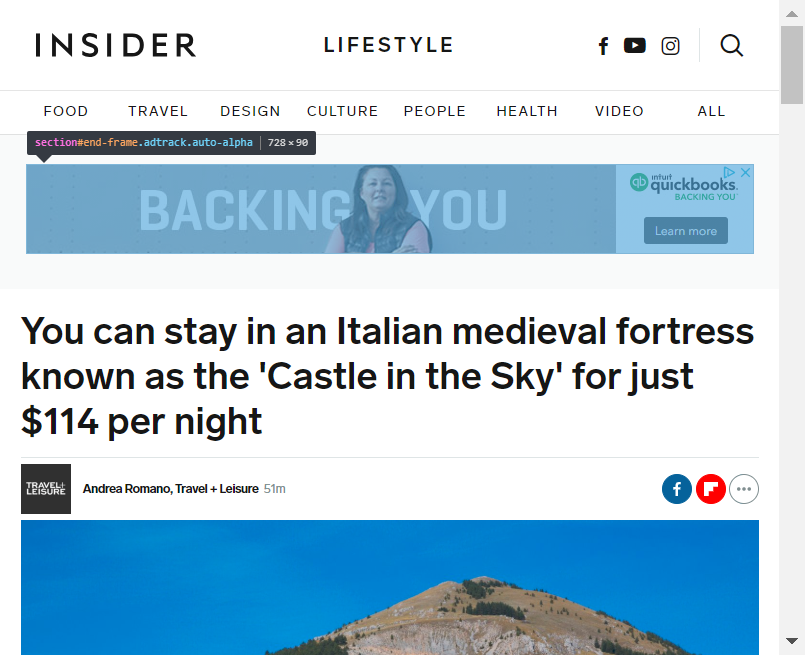 INSIDER
LIFESTYLE
FOOD TRAVEL DESIGN CULTURE PEOPLE HEALTH VIDEO ALL
section#end-frame.adtrack.auto-alpha 728 × 90
BACKING YOU
intuit
quickbooks.
BACKING YOU
Learn more
You can stay in an Italian medieval fortress
known as the 'Castle in the Sky' for just
$114 per night
TRAVEL+
LEISURE
Andrea Romano, Travel + Leisure 51m